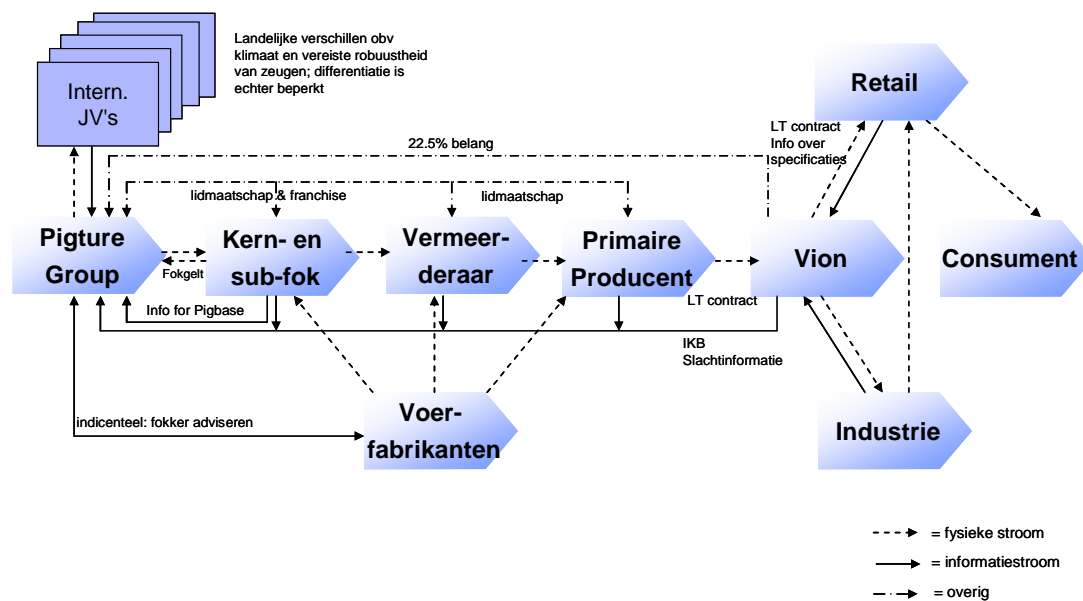 Landelijke verschillen obv
klimaat en vereiste robuustheid
van zeugen; differentiatie is
echter beperkt
Intern.
JV's
Retail
LT contract
Info over
specificaties
22.5% belang
lidmaatschap & franchise
lidmaatschap
Pigture
Group
Kern- en
sub-fok
Vermeer-
deraar
Primaire
Producent
Vion
Consument
Fokgelt
LT contract
Info for Pigbase
IKB
Slachtinformatie
Voer-
fabrikanten
indicenteel: fokker adviseren
Industrie
= fysieke stroom
= informatiestroom
= overig